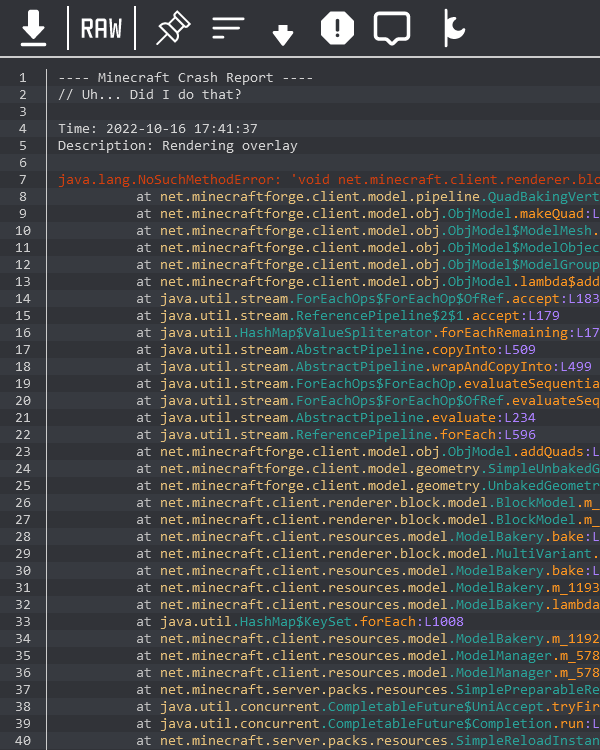 RAW
1 ---- Minecraft Crash Report ----
2 // Uh... Did I do that?
3
4 Time: 2022-10-16 17:41:37
5 Description: Rendering overlay
6
7 java.lang.NoSuchMethodError: 'void net.minecraft.client.renderer.blo
8 at net.minecraftforge.client.model.pipeline.QuadBakingVert
9 at net.minecraftforge.client.model.obj.ObjModel.makeQuad:L
10 at net.minecraftforge.client.model.obj.ObjModel$ModelMesh.
11 at net.minecraftforge.client.model.obj.ObjModel$ModelObjec
12 at net.minecraftforge.client.model.obj.ObjModel$ModelGroup
13 at net.minecraftforge.client.model.obj.ObjModel.lambda$add
14 at java.util.stream.ForEachOps$ForEachOp$OfRef.accept:L183
15 at java.util.stream.ReferencePipeline$2$1.accept:L179
16 at java.util.HashMap$ValueSpliterator.forEachRemaining:L17
17 at java.util.stream.AbstractPipeline.copyInto:L509
18 at java.util.stream.AbstractPipeline.wrapAndCopyInto:L499
19 at java.util.stream.ForEachOps$ForEachOp.evaluateSequentia
20 at java.util.stream.ForEachOps$ForEachOp$OfRef.evaluateSeq
21 at java.util.stream.AbstractPipeline.evaluate:L234
22 at java.util.stream.ReferencePipeline.forEach:L596
23 at net.minecraftforge.client.model.obj.ObjModel.addQuads:L
24 at net.minecraftforge.client.model.geometry.SimpleUnbakedG
25 at net.minecraftforge.client.model.geometry.UnbakedGeometr
26 at net.minecraft.client.renderer.block.model.BlockModel.m_
27 at net.minecraft.client.renderer.block.model.BlockModel.m_
28 at net.minecraft.client.resources.model.ModelBakery.bake:L
29 at net.minecraft.client.renderer.block.model.MultiVariant.
30 at net.minecraft.client.resources.model.ModelBakery.bake:L
31 at net.minecraft.client.resources.model.ModelBakery.m_1193
32 at net.minecraft.client.resources.model.ModelBakery.lambda
33 at java.util.HashMap$KeySet.forEach:L1008
34 at net.minecraft.client.resources.model.ModelBakery.m_1192
35 at net.minecraft.client.resources.model.ModelManager.m_578
36 at net.minecraft.client.resources.model.ModelManager.m_578
37 at net.minecraft.server.packs.resources.SimplePreparableRe
38 at java.util.concurrent.CompletableFuture$UniAccept.tryFir
39 at java.util.concurrent.CompletableFuture$Completion.run:L
40 at net.minecraft.server.packs.resources.SimpleReloadInstan